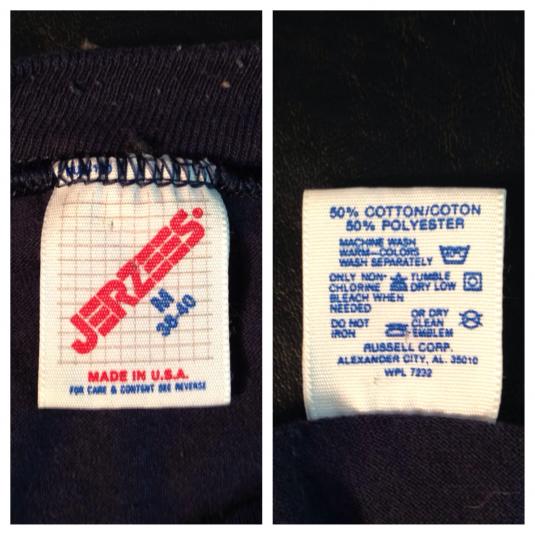 JERZEES
M
38-40
MADE IN U.S.A.
FOR CARE & CONTENT SEE REVERSE
50% COTTON/COTON
50% POLYESTER
MACHINE WASH
WARM-COLORS
WASH SEPARATELY
ONLY NON- TUMBLE
CHLORINE DRY LOW
BLEACH WHEN
NEEDED
OR DRY
DO NOT CLEAN
IRON EMBLEM
RUSSELL CORP.
ALEXANDER CITY, AL. 35010
WPL 7232